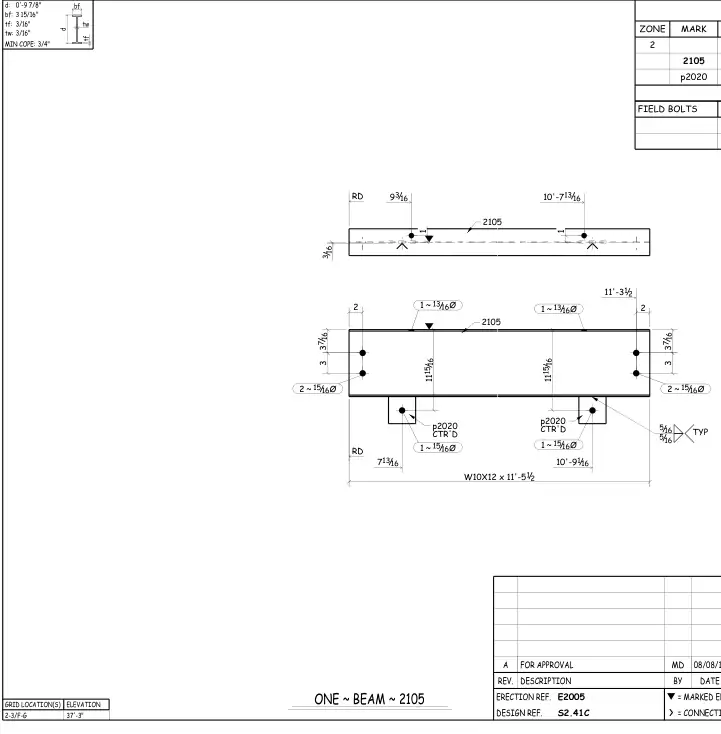 d: 0'-9 7/8"
bf: 3 15/16"
tf: 3/16"
tw: 3/16"
MIN COPE: 3/4"
bf
d
tw
tf
ZONE MARK
2
2105
p2020
FIELD BOLTS
RD 9 3/16 10'-7 13/16
2105
1 1
3/16
11'-3 1/2
2 1 ~ 13/16Ø 1 ~ 13/16Ø 2
2105
3 7/16 3 7/16
3 11 15/16 11 15/16 3
2 ~ 15/16Ø 2 ~ 15/16Ø
p2020 p2020
CTR'D CTR'D
5/16 TYP
5/16
1 ~ 15/16Ø 1 ~ 15/16Ø
RD
7 13/16 10'-9 1/16
W10X12 x 11'-5 1/2
A FOR APPROVAL MD 08/08/1
REV. DESCRIPTION BY DATE
ERECTION REF. E2005 ▼ = MARKED E
DESIGN REF. S2.41C > = CONNECTI
ONE ~ BEAM ~ 2105
GRID LOCATION(S) ELEVATION
2-3/F-G 37'-3"